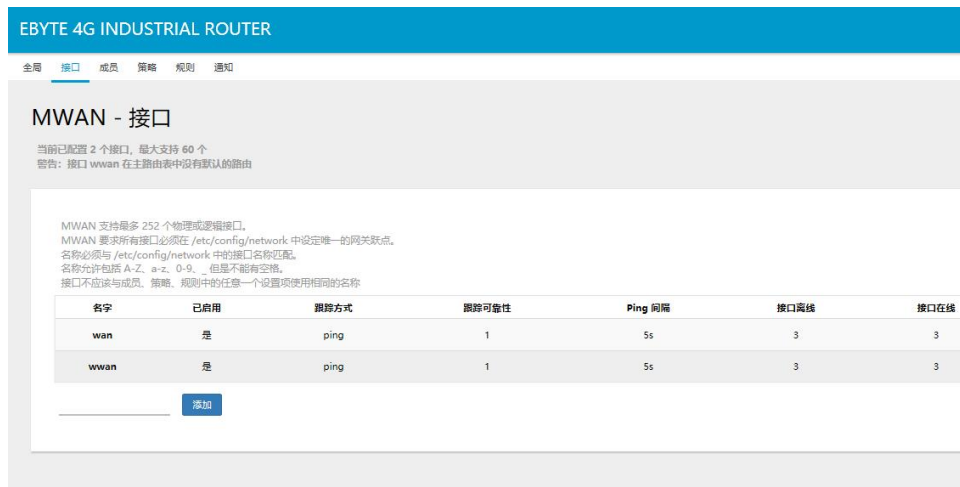 EBYTE 4G INDUSTRIAL ROUTER
全局 接口 成员 策略 规则 通知
MWAN - 接口
当前已配置 2 个接口，最大支持 60 个
警告：接口 wwan 在主路由表中没有默认的路由
MWAN 支持最多 252 个物理或逻辑接口。
MWAN 要求所有接口必须在 /etc/config/network 中设定唯一的网关跃点。
名称必须与 /etc/config/network 中的接口名称匹配。
名称允许包括 A-Z、a-z、0-9、_ 但是不能有空格。
接口不应该与成员、策略、规则中的任意一个设置项使用相同的名称
名字 已启用 跟踪方式 跟踪可靠性 Ping 间隔 接口离线 接口在线
wan 是 ping 1 5s 3 3
wwan 是 ping 1 5s 3 3
添加